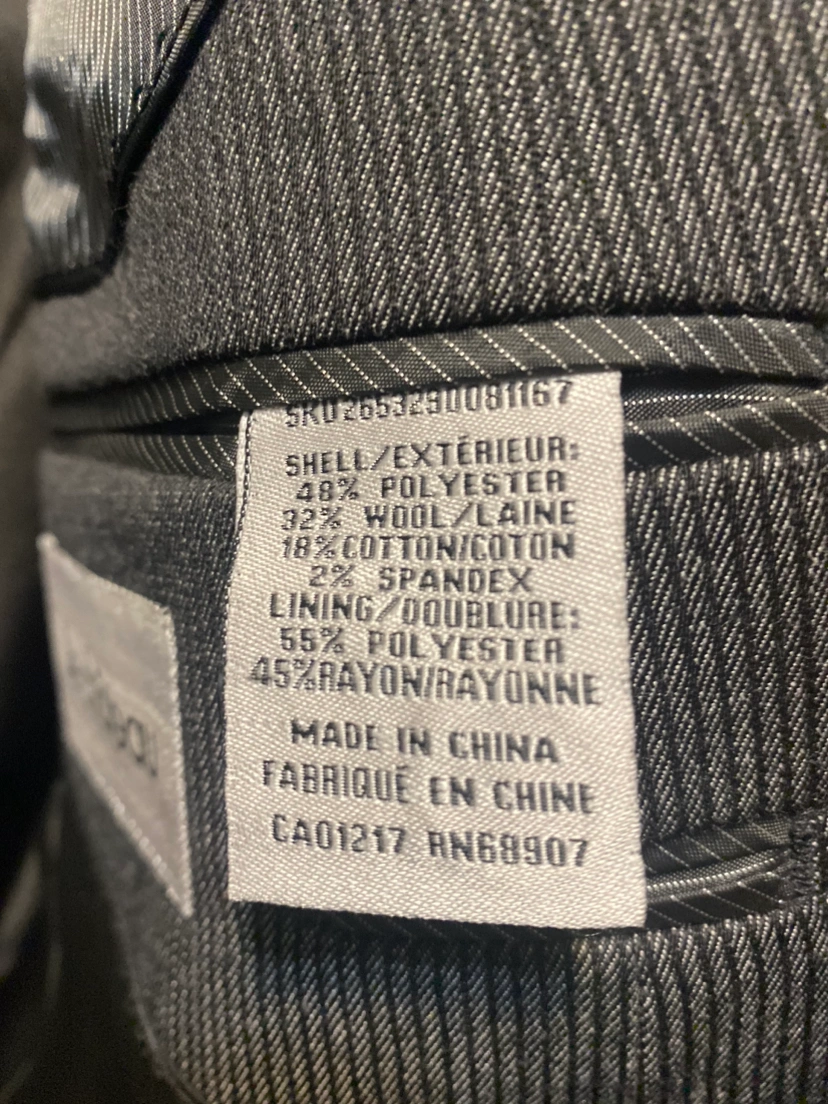 SKU265329D081167
SHELL/EXTÉRIEUR:
48% POLYESTER
32% WOOL/LAINE
18%COTTON/COTON
2% SPANDEX
LINING/DOUBLURE:
55% POLYESTER
45%RAYON/RAYONNE
MADE IN CHINA
FABRIQUÉ EN CHINE
CA01217 RN68907